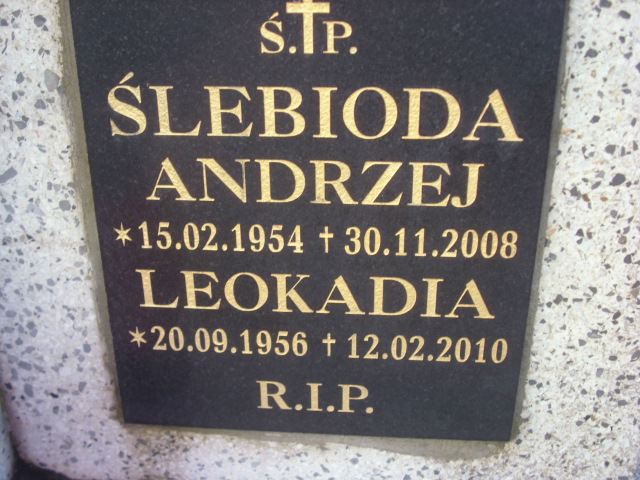 Ś.✝P.
ŚLEBIODA
ANDRZEJ
*15.02.1954 ✝ 30.11.2008
LEOKADIA
*20.09.1956 ✝ 12.02.2010
R.I.P.